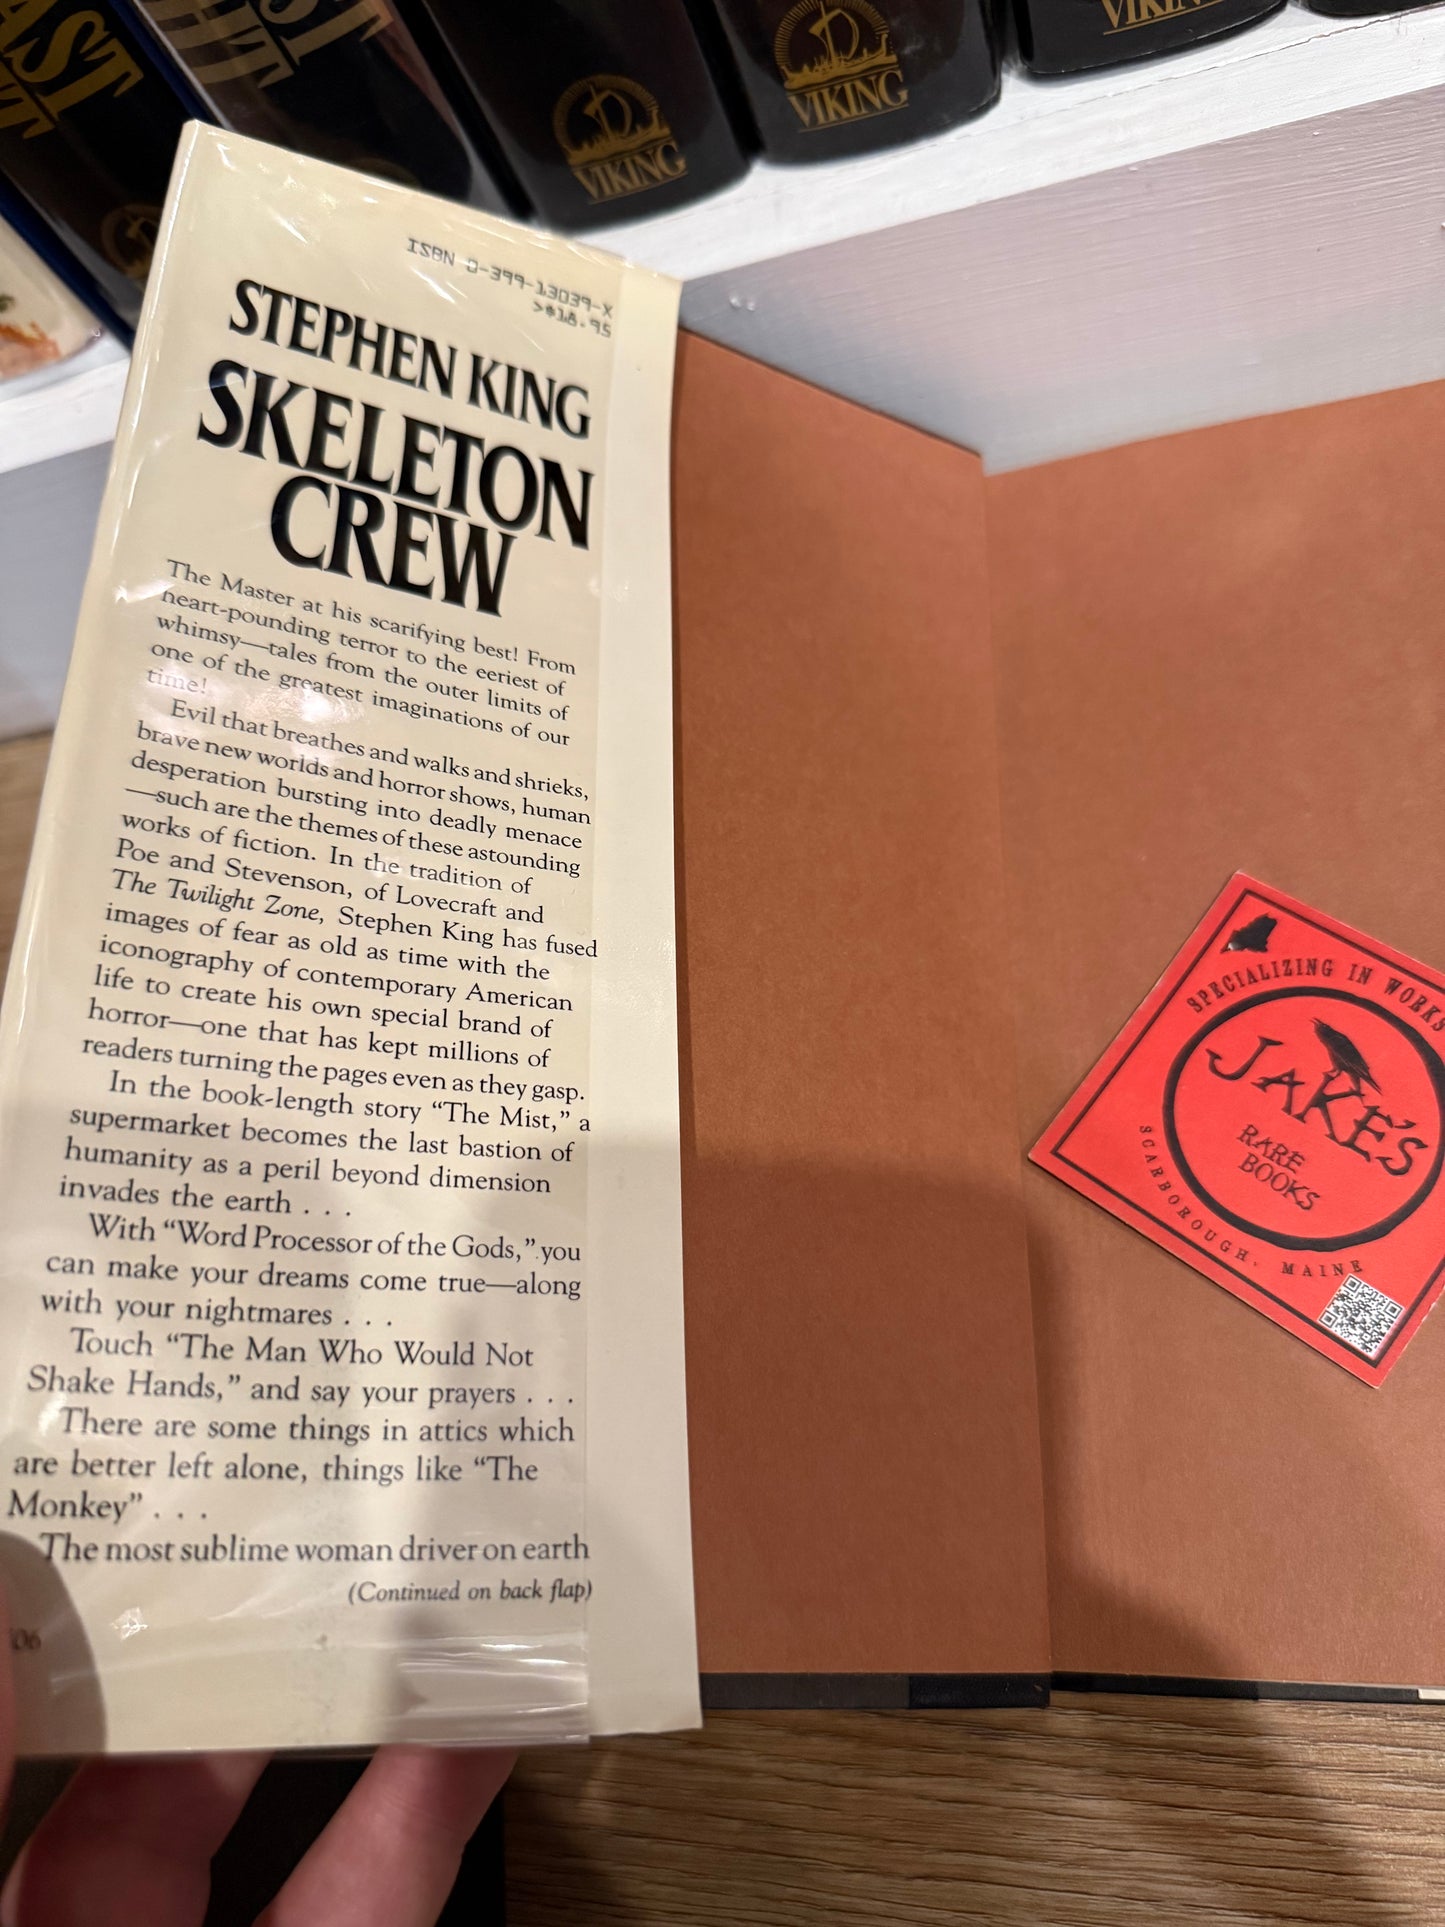 AST
VIKING
VIKING
VIKING
ISBN 0-399-13039-X
>$18.95
STEPHEN KING
SKELETON
CREW
The Master at his scarifying best! From
heart-pounding terror to the eeriest of
whimsy—tales from the outer limits of
one of the greatest imaginations of our
time!
Evil that breathes and walks and shrieks,
brave new worlds and horror shows, human
desperation bursting into deadly menace
—such are the themes of these astounding
works of fiction. In the tradition of
Poe and Stevenson, of Lovecraft and
The Twilight Zone, Stephen King has fused
images of fear as old as time with the
iconography of contemporary American
life to create his own special brand of
horror—one that has kept millions of
readers turning the pages even as they gasp.
In the book-length story “The Mist,” a
supermarket becomes the last bastion of
humanity as a peril beyond dimension
invades the earth . . .
With “Word Processor of the Gods,” you
can make your dreams come true—along
with your nightmares . . .
Touch “The Man Who Would Not
Shake Hands,” and say your prayers . . .
There are some things in attics which
are better left alone, things like “The
Monkey” . . .
The most sublime woman driver on earth
(Continued on back flap)
06
SPECIALIZING IN WORKS
JAKE'S
RARE
BOOKS
SCARBOROUGH, MAINE